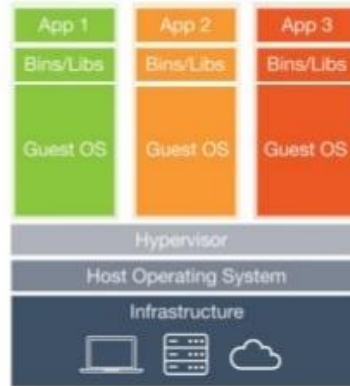 App 1 App 2 App 3
Bins/Libs Bins/Libs Bins/Libs
Guest OS Guest OS Guest OS
Hypervisor
Host Operating System
Infrastructure